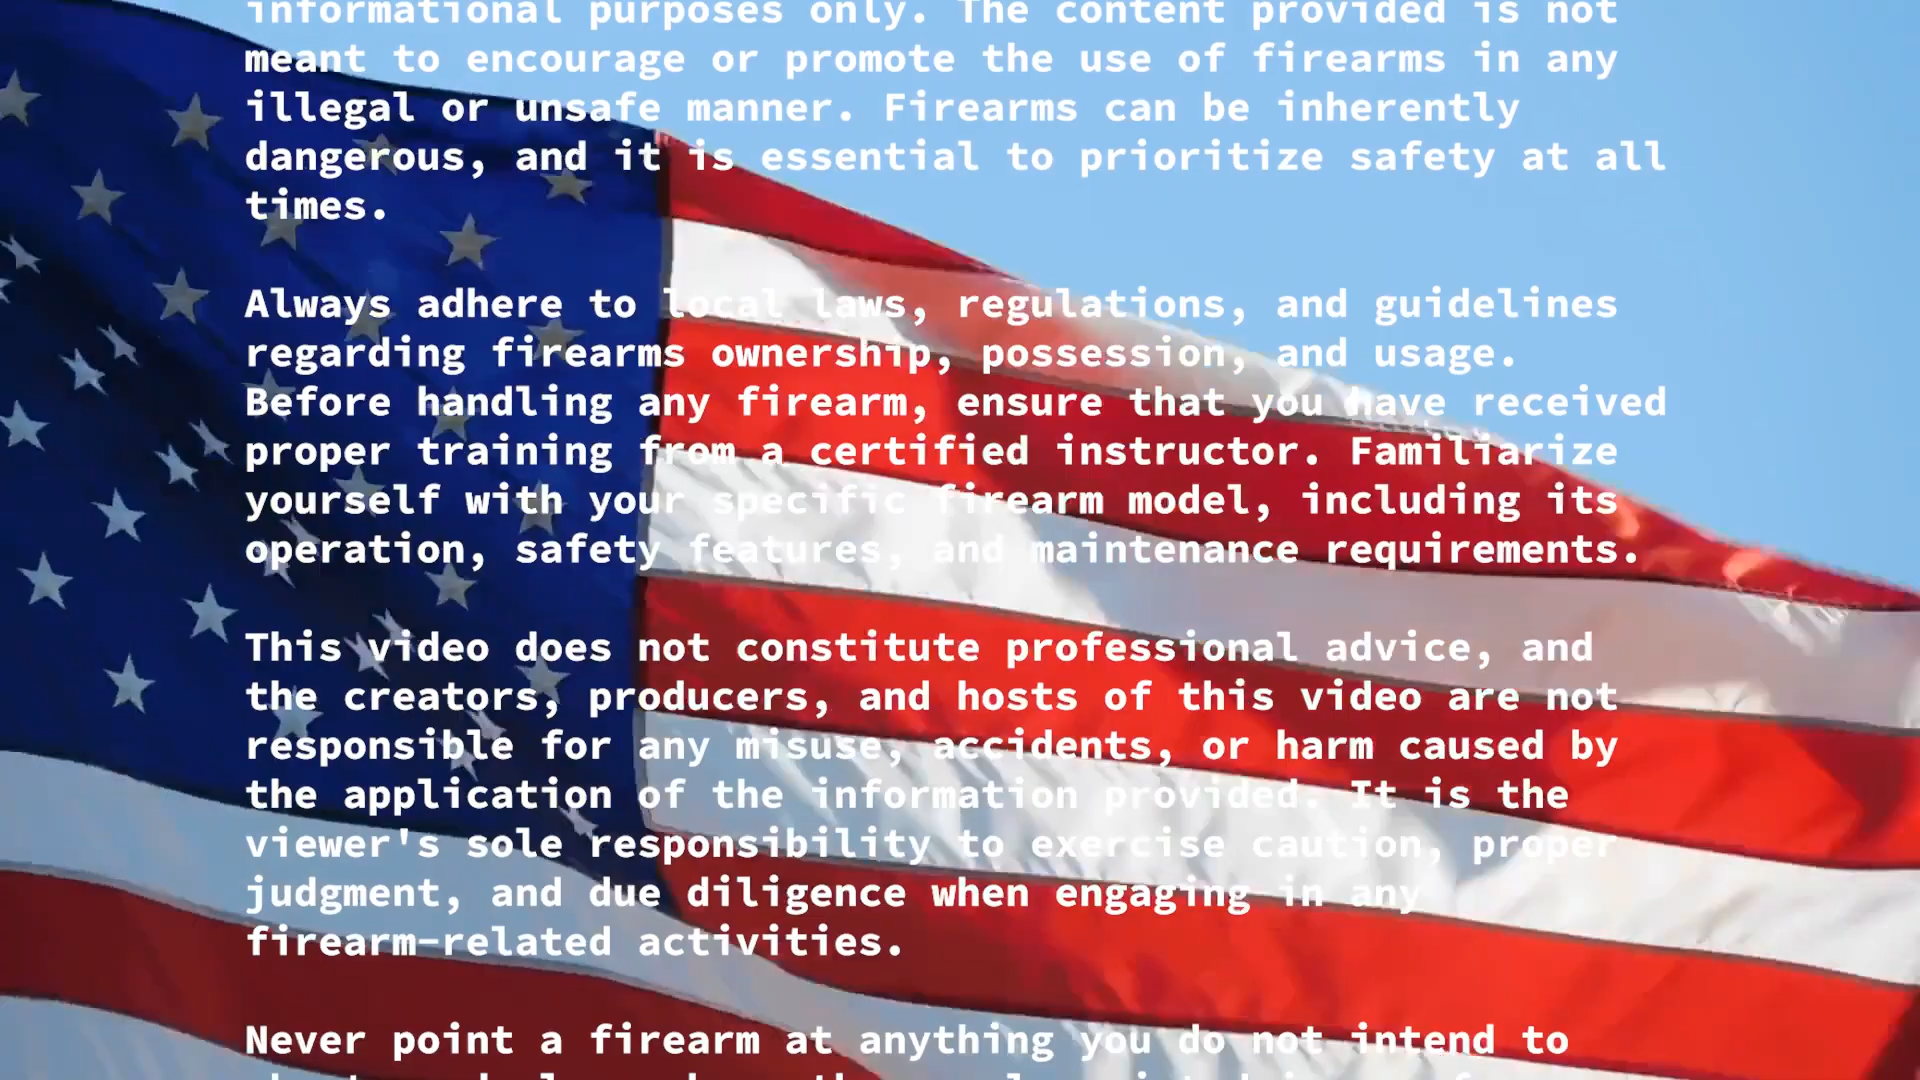 informational purposes only. The content provided is not
meant to encourage or promote the use of firearms in any
illegal or unsafe manner. Firearms can be inherently
dangerous, and it is essential to prioritize safety at all
times.
Always adhere to local laws, regulations, and guidelines
regarding firearms ownership, possession, and usage.
Before handling any firearm, ensure that you have received
proper training from a certified instructor. Familiarize
yourself with your specific firearm model, including its
operation, safety features, and maintenance requirements.
This video does not constitute professional advice, and
the creators, producers, and hosts of this video are not
responsible for any misuse, accidents, or harm caused by
the application of the information provided. It is the
viewer's sole responsibility to exercise caution, proper
judgment, and due diligence when engaging in any
firearm-related activities.
Never point a firearm at anything you do not intend to